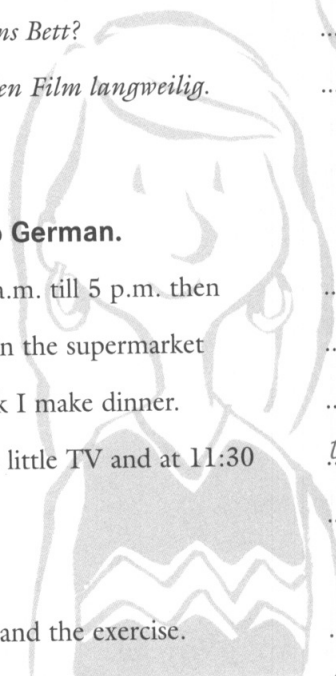 ns Bett?
en Film langweilig.
German.
a.m. till 5 p.m. then
n the supermarket
k I make dinner.
little TV and at 11:30
and the exercise.